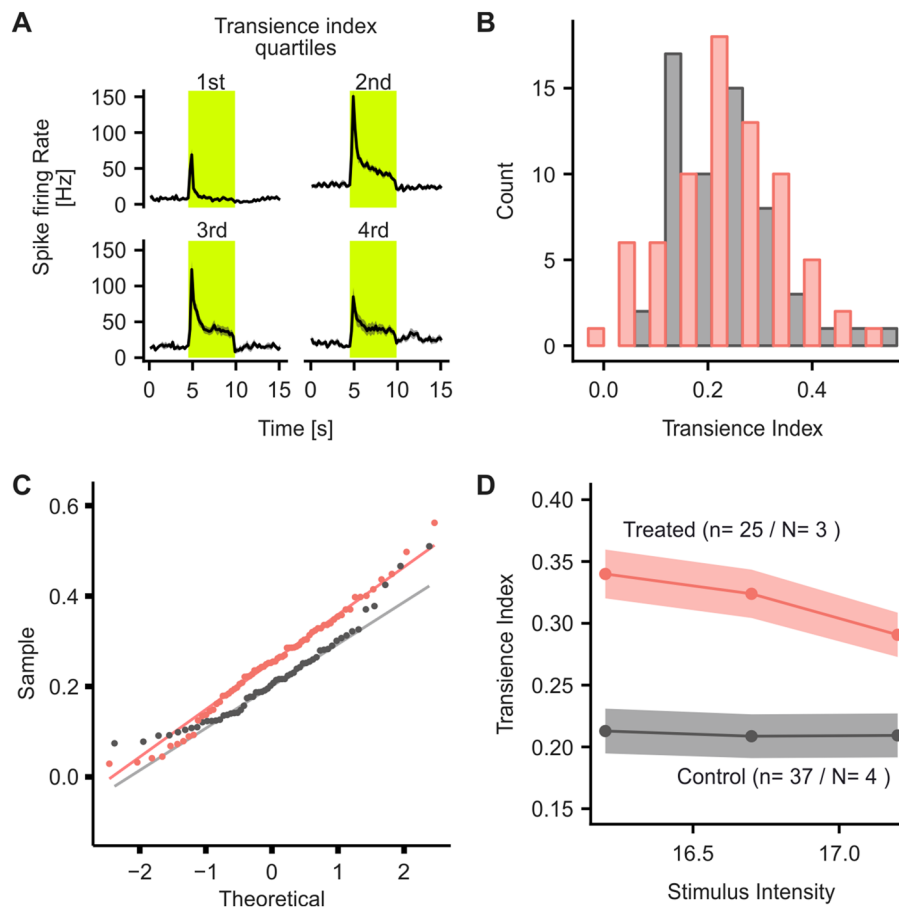 A
Transience index
quartiles
1st
2nd
150
100
50
0
3rd
4rd
150
100
50
0
0
5
10
15
0
5
10
15
Spike firing Rate
[Hz]
Time [s]
B
15
10
5
0
0.0
0.2
0.4
Count
Transience Index
C
0.6
0.4
0.2
0.0
−2
−1
0
1
2
Sample
Theoretical
D
0.40
0.35
0.30
0.25
0.20
0.15
Treated (n= 25 / N= 3 )
Control (n= 37 / N= 4 )
16.5
17.0
Transience Index
Stimulus Intensity